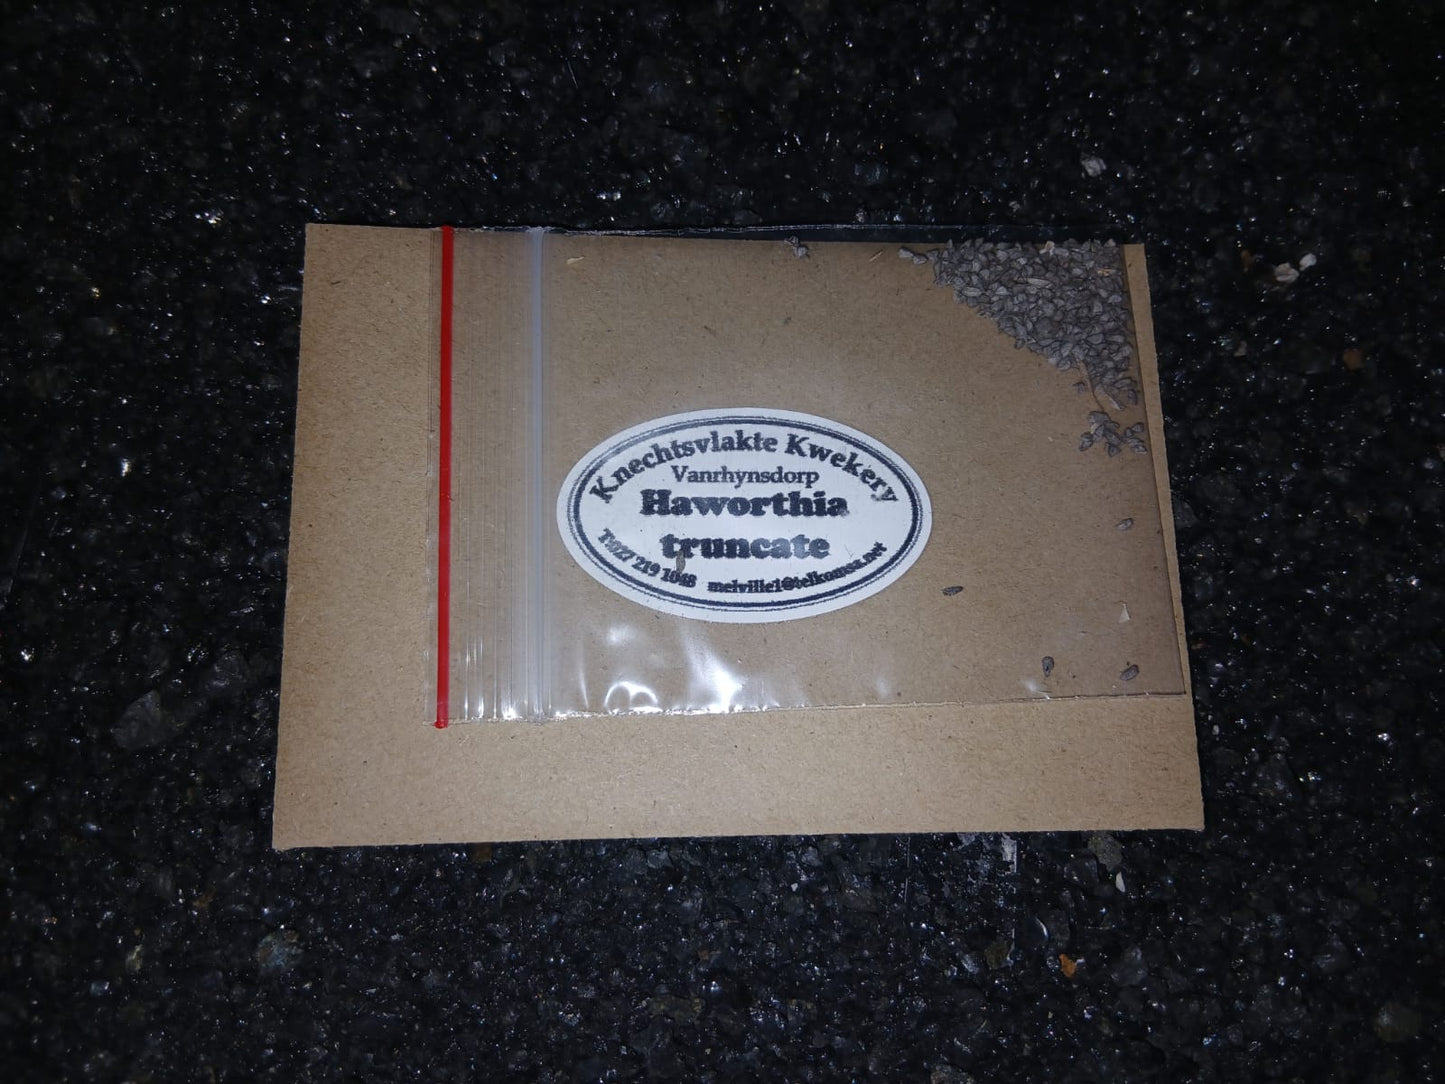 Knechtsvlakte Kwekery
Vanrhynsdorp
Haworthia
truncate
T:027 219 1048 melville1@telkomsa.net